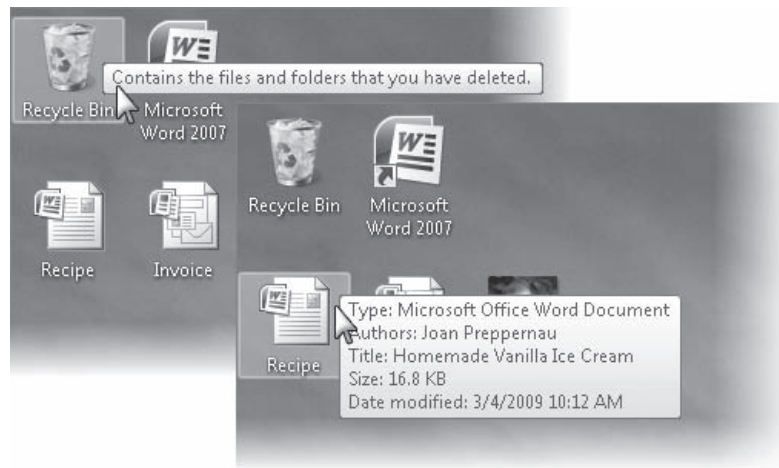 Contains the files and folders that you have deleted.
Recycle Bin
Microsoft
Word 2007
Recipe
Invoice
Recycle Bin
Microsoft
Word 2007
Recipe
Type: Microsoft Office Word Document
Authors: Joan Preppernau
Title: Homemade Vanilla Ice Cream
Size: 16.8 KB
Date modified: 3/4/2009 10:12 AM